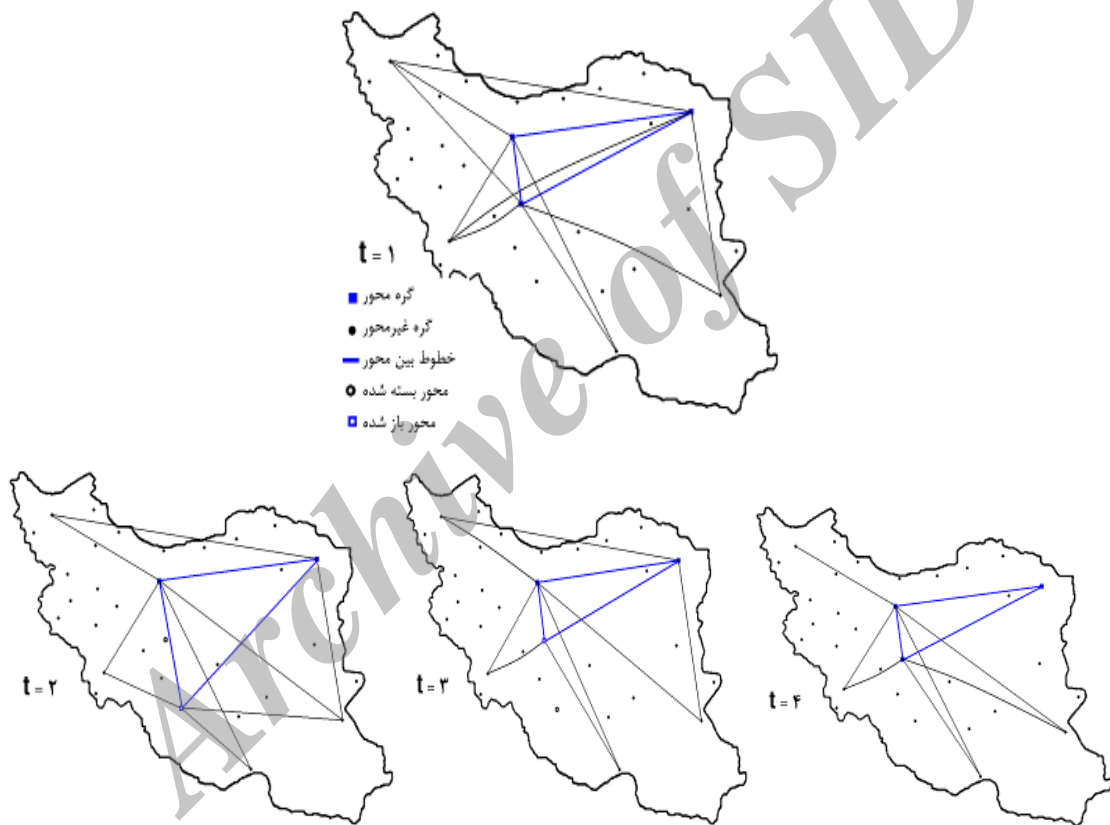 t = ۱
گره محور
گره غیرمحور
خطوط بین محور
محور بسته شده
محور باز شده
t = ۲
t = ۳
t = ۴
Archive of SID